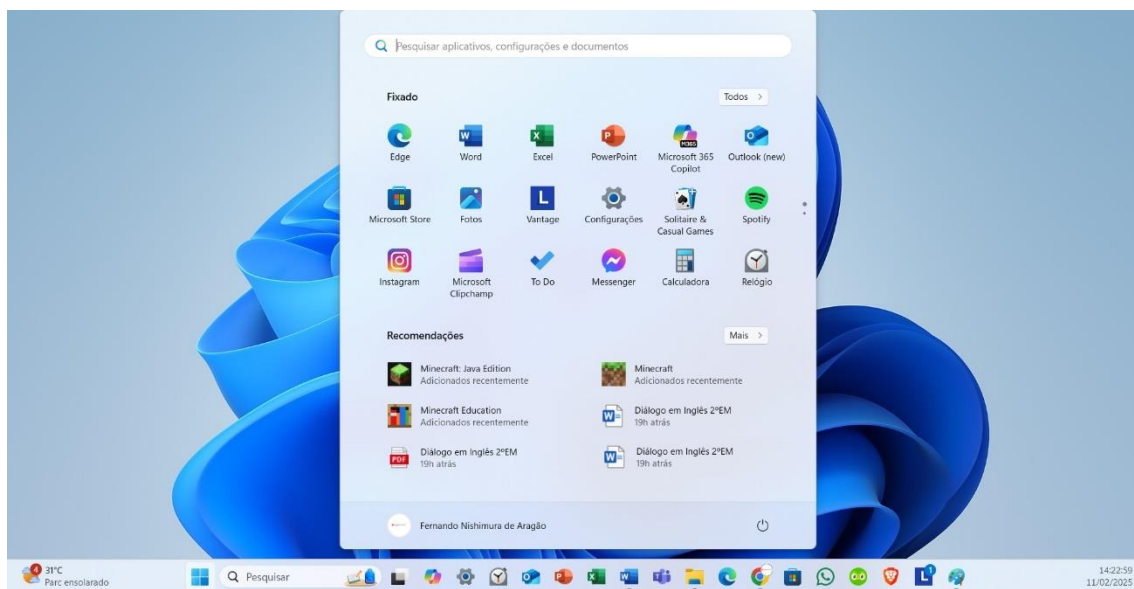 Pesquisar aplicativos, configurações e documentos
Fixado
Todos >
Edge
Word
Excel
PowerPoint
Microsoft 365 Copilot
Outlook (new)
Microsoft Store
Fotos
Vantage
Configurações
Solitaire & Casual Games
Spotify
Instagram
Microsoft Clipchamp
To Do
Messenger
Calculadora
Relógio
Recomendações
Mais >
Minecraft: Java Edition
Adicionados recentemente
Minecraft
Adicionados recentemente
Minecraft Education
Adicionados recentemente
Diálogo em Inglês 2ºEM
19h atrás
Diálogo em Inglês 2ºEM
19h atrás
Diálogo em Inglês 2ºEM
19h atrás
Fernando Nishimura de Aragão
4
31°C
Parc ensolarado
Pesquisar
1
14:22:59
11/02/2025